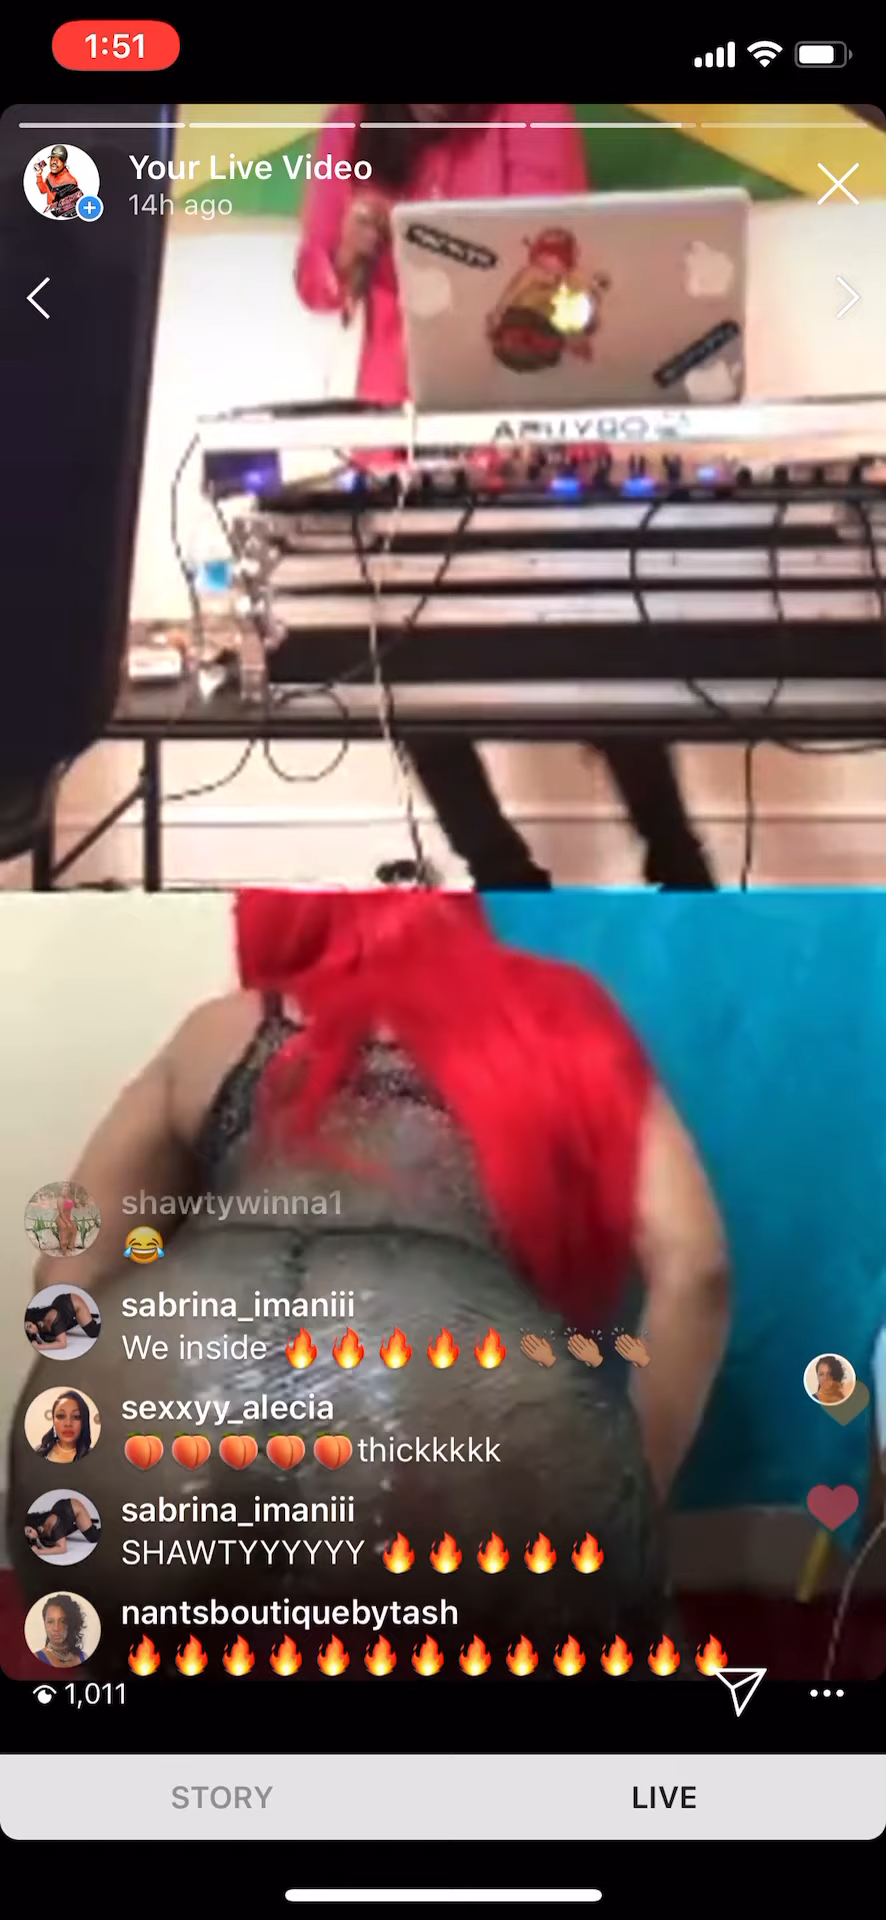 1:51
Your Live Video
14h ago
shawtywinna1
😂
sabrina_imaniii
We inside 🔥🔥🔥🔥🔥👏🏽👏🏽👏🏽
sexxyy_alecia
🍑🍑🍑🍑🍑thickkkkk
sabrina_imaniii
SHAWTYYYYYY 🔥🔥🔥🔥🔥
nantsboutiquebytash
🔥🔥🔥🔥🔥🔥🔥🔥🔥🔥🔥🔥🔥
1,011
STORY
LIVE